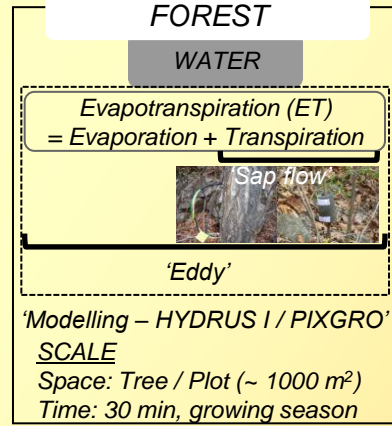 FOREST
WATER
Evapotranspiration (ET)
= Evaporation + Transpiration
'Sap flow'
'Eddy'
'Modelling – HYDRUS I / PIXGRO'
SCALE
Space: Tree / Plot (~ 1000 m²)
Time: 30 min, growing season